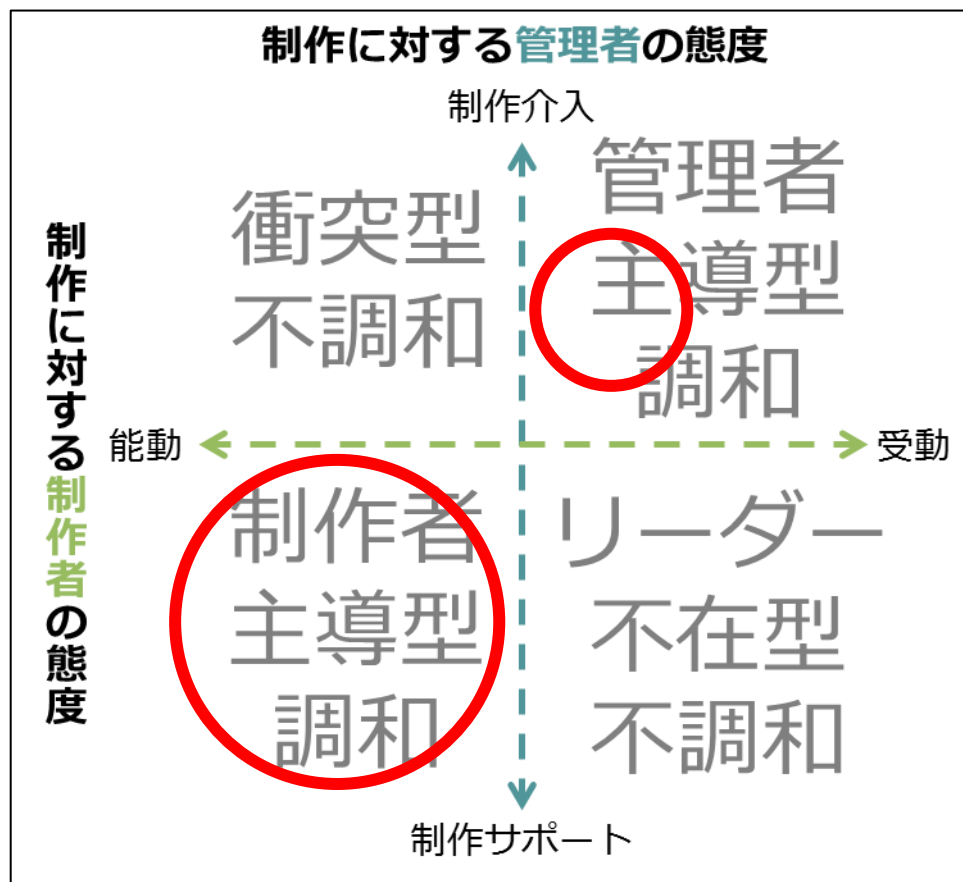 制作に対する管理者の態度
制作介入
衝突型
不調和
管理者
主導型
調和
制作に対する制作者の態度
能動
受動
制作者
主導型
調和
リーダー
不在型
不調和
制作サポート